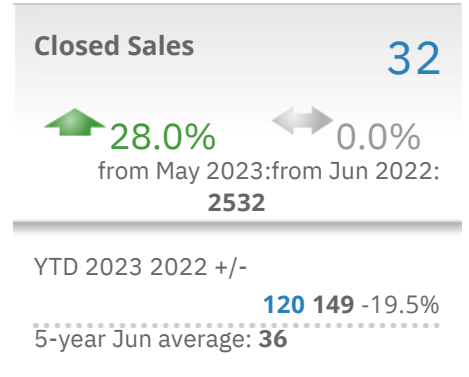 Closed Sales 32
28.0% 0.0%
from May 2023:from Jun 2022:
2532
YTD 2023 2022 +/-
120 149 -19.5%
5-year Jun average: 36